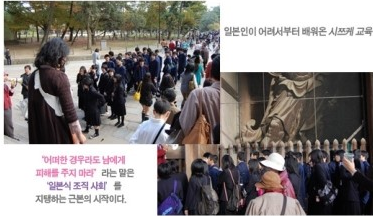 일본인이 어려서부터 배워온 시쯔케 교육
"어떠한 경우라도 남에게
피해를 주지 마라" 라는 말은
'일본식 조직 사회' 를
지탱하는 근본의 시작이다.